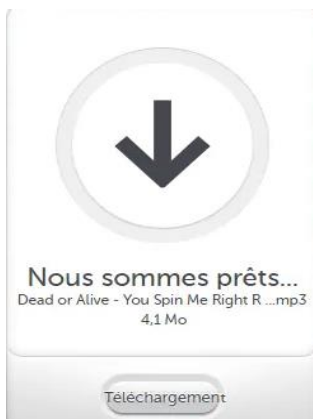 Nous sommes prêts...
Dead or Alive - You Spin Me Right R ...mp3
4,1 Mo
Téléchargement